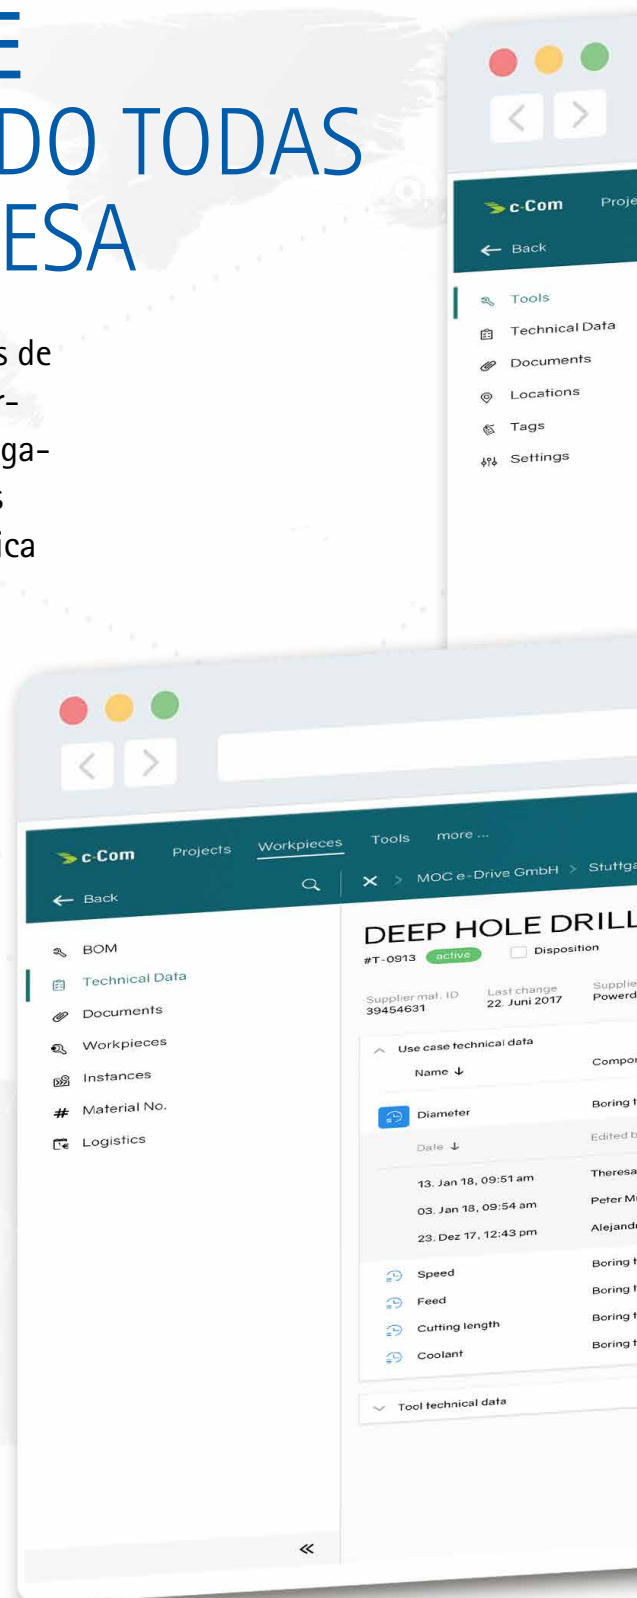 E
DO TODAS
ESA
s de
r-
ga-
s
ica
c-Com Proje
Back
Tools
Technical Data
Documents
Locations
Tags
Settings
c-Com Projects Workpieces Tools more ...
Back × > MOC e-Drive GmbH > Stuttga
BOM
Technical Data
Documents
Workpieces
Instances
# Material No.
Logistics
DEEP HOLE DRILL
#T-0913 active Disposition
Supplier mat. ID Last change Supplie
39454631 22. Juni 2017 Powerd
Use case technical data
Name ↓ Compor
Diameter Boring t
Date ↓ Edited b
13. Jan 18, 09:51 am Theresa
03. Jan 18, 09:54 am Peter M
23. Dez 17, 12:43 pm Alejandr
Speed Boring t
Feed Boring t
Cutting length Boring t
Coolant Boring t
Tool technical data